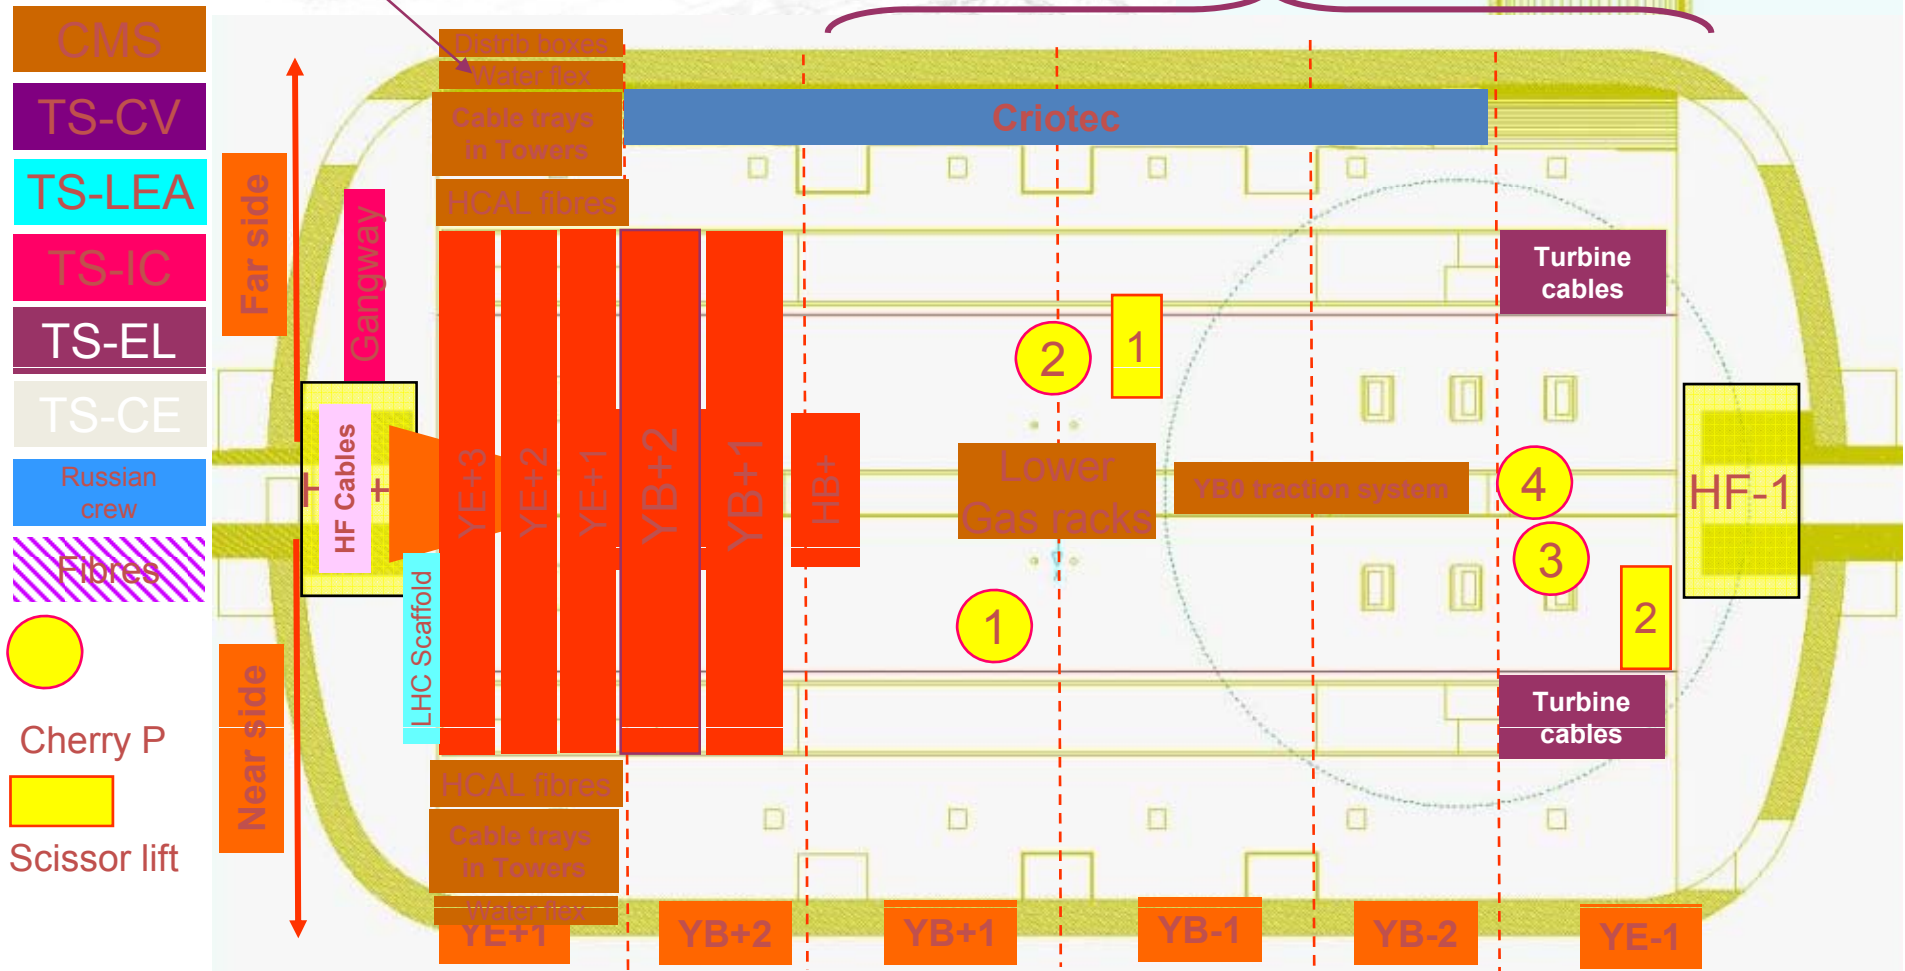 CMS
TS-CV
TS-LEA
TS-IC
TS-EL
TS-CE
Russian
crew
Fibres
Cherry P
Scissor lift
Far side
Near side
Gangway
HF Cables
LHC Scaffold
Distrib boxes
Water flex
Cable trays
in Towers
HCAL fibres
Criotec
YE+3
YE+2
YE+1
YB+2
YB+1
HB+
2
1
Lower
Gas racks
YB0 traction system
1
Turbine
cables
4
3
2
HF-1
Turbine
cables
HCAL fibres
Cable trays
in Towers
Water flex
YE+1
YB+2
YB+1
YB-1
YB-2
YE-1